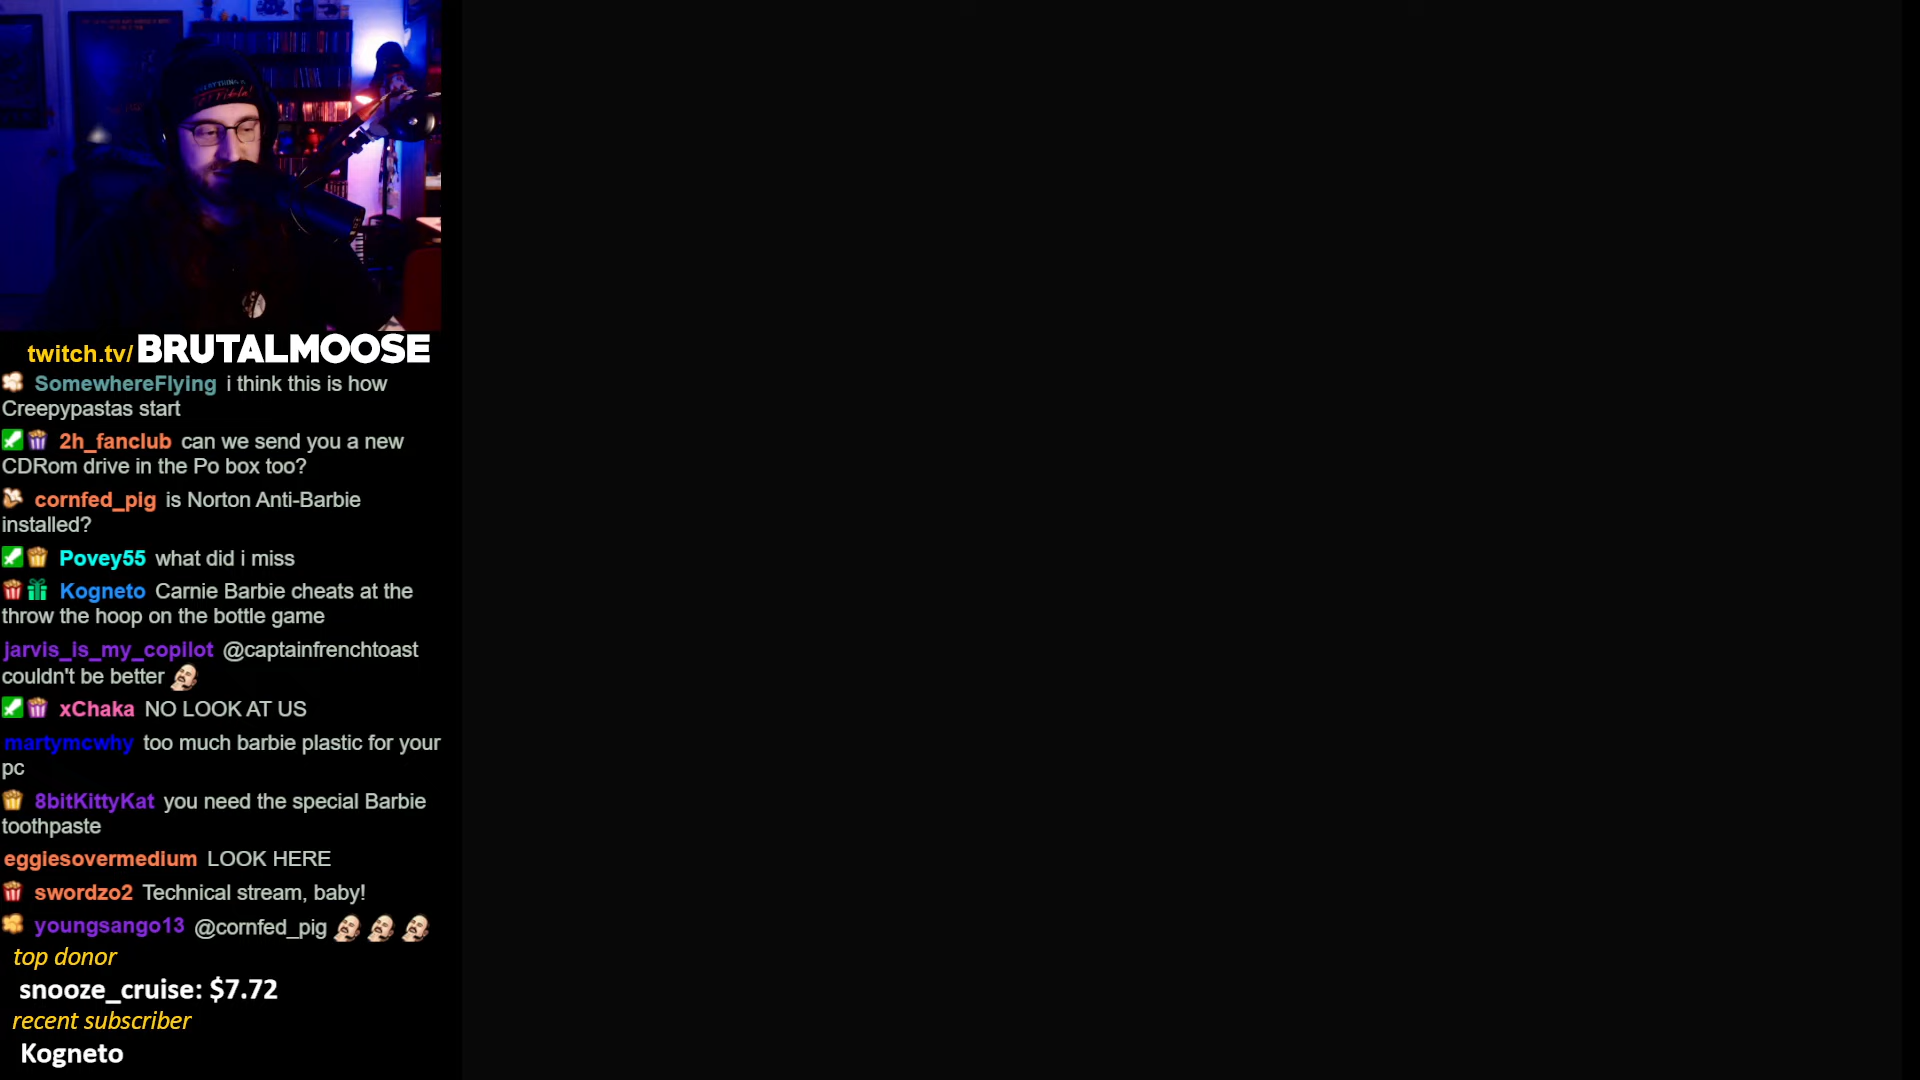 twitch.tv/BRUTALMOOSE
SomewhereFlying i think this is how
Creepypastas start
2h_fanclub can we send you a new
CDRom drive in the Po box too?
cornfed_pig is Norton Anti-Barbie
installed?
Povey55 what did i miss
Kogneto Carnie Barbie cheats at the
throw the hoop on the bottle game
jarvis_is_my_copilot @captainfrenchtoast
couldn't be better
xChaka NO LOOK AT US
martymcwhy too much barbie plastic for your
pc
8bitKittyKat you need the special Barbie
toothpaste
eggiesovermedium LOOK HERE
swordzo2 Technical stream, baby!
youngsango13 @cornfed_pig
top donor
snooze_cruise: $7.72
recent subscriber
Kogneto